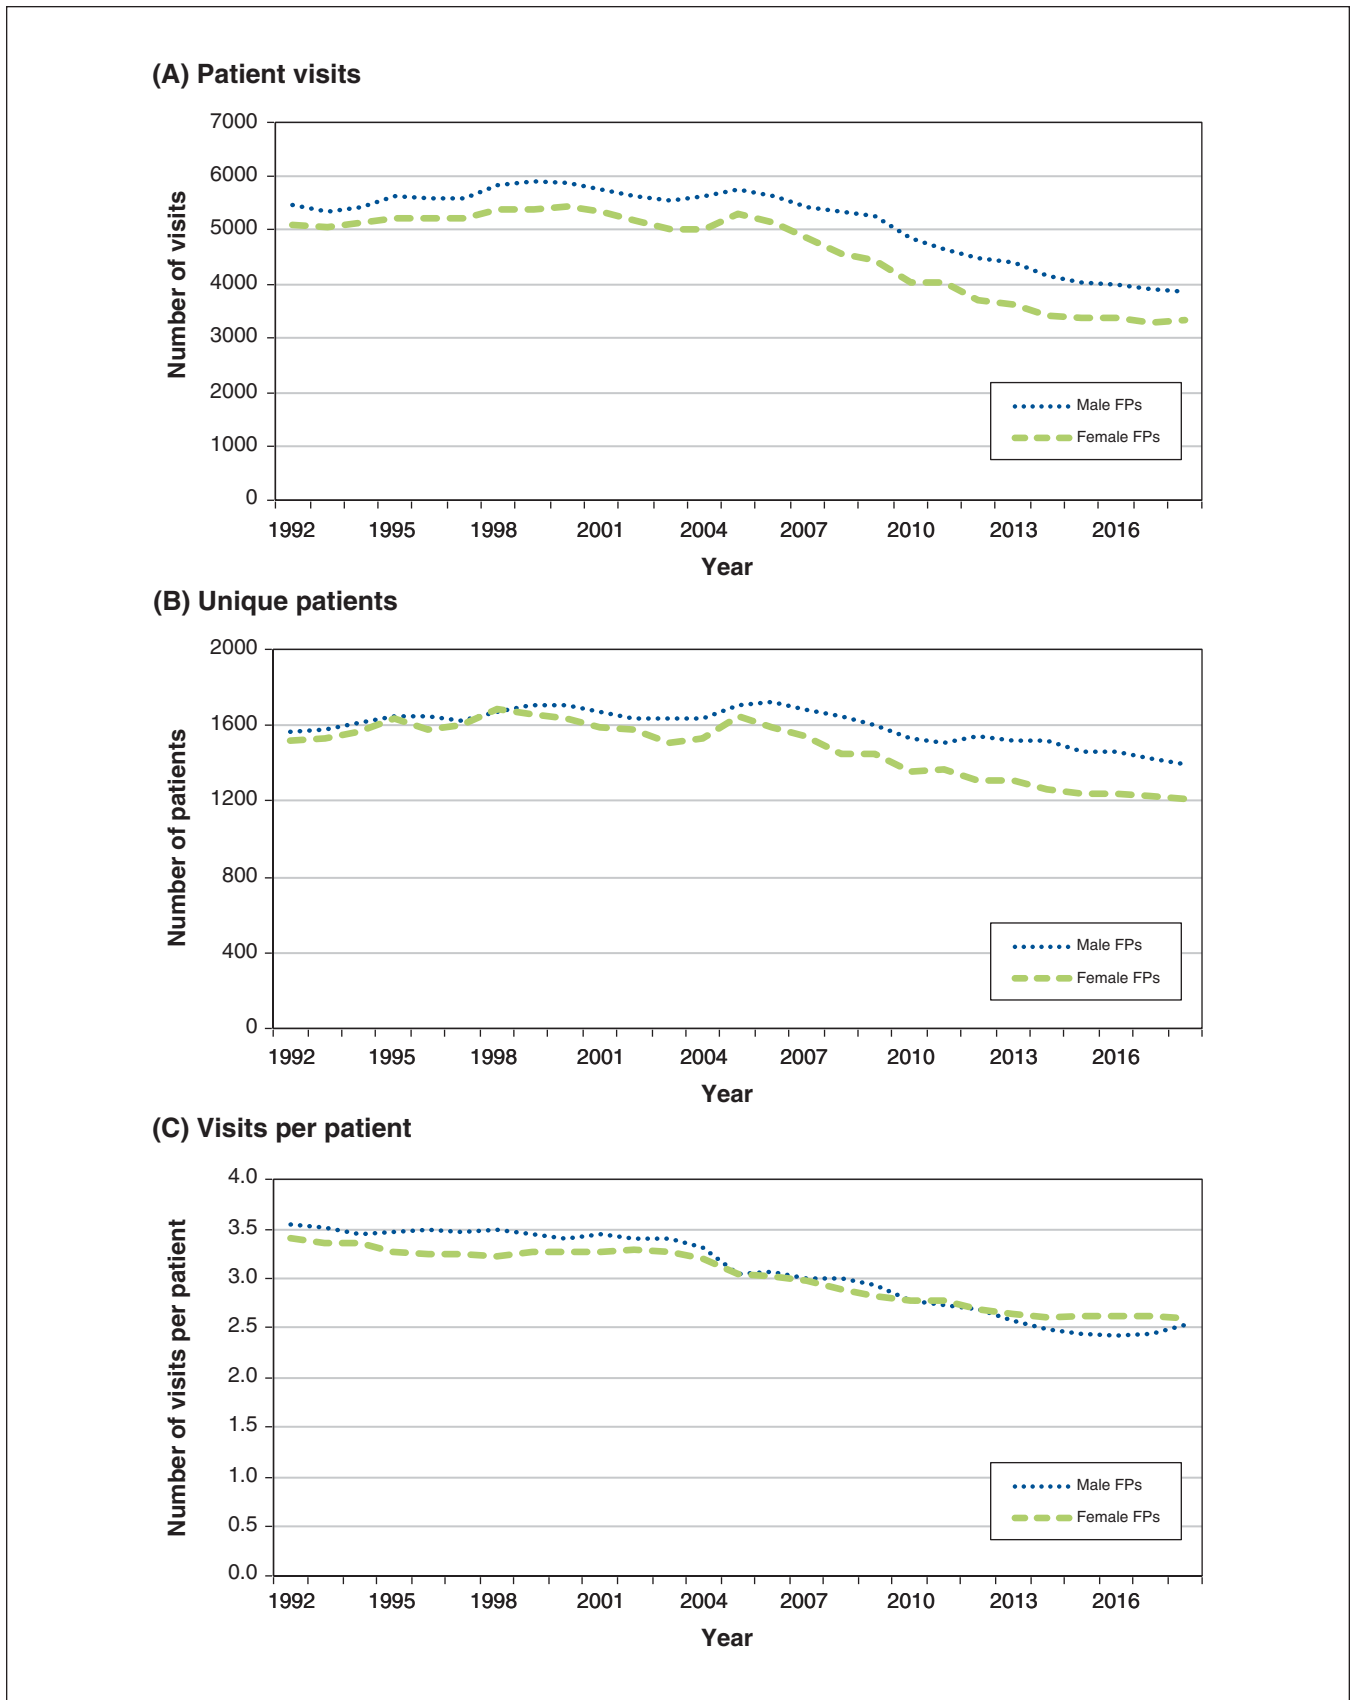 (A) Patient visits
7000
6000
5000
4000
3000
2000
1000
0
Number of visits
Male FPs
Female FPs
1992 1995 1998 2001 2004 2007 2010 2013 2016
Year
(B) Unique patients
2000
1600
1200
800
400
0
Number of patients
Male FPs
Female FPs
1992 1995 1998 2001 2004 2007 2010 2013 2016
Year
(C) Visits per patient
4.0
3.5
3.0
2.5
2.0
1.5
1.0
0.5
0.0
Number of visits per patient
Male FPs
Female FPs
1992 1995 1998 2001 2004 2007 2010 2013 2016
Year